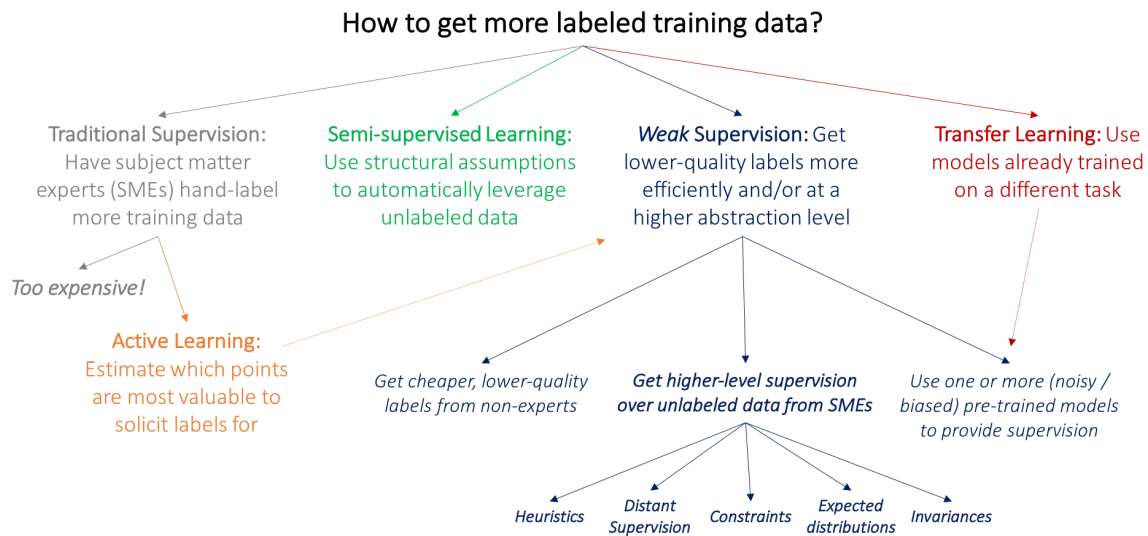 How to get more labeled training data?
Traditional Supervision:
Have subject matter
experts (SMEs) hand-label
more training data
Semi-supervised Learning:
Use structural assumptions
to automatically leverage
unlabeled data
Weak Supervision: Get
lower-quality labels more
efficiently and/or at a
higher abstraction level
Transfer Learning: Use
models already trained
on a different task
Too expensive!
Active Learning:
Estimate which points
are most valuable to
solicit labels for
Get cheaper, lower-quality
labels from non-experts
Get higher-level supervision
over unlabeled data from SMEs
Use one or more (noisy /
biased) pre-trained models
to provide supervision
Heuristics
Distant
Supervision
Constraints
Expected
distributions
Invariances